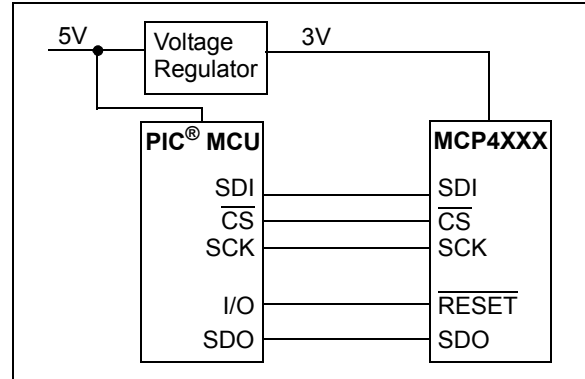 5V
Voltage
Regulator
3V
PIC® MCU
MCP4XXX
SDI
SDI
CS
CS
SCK
SCK
I/O
RESET
SDO
SDO